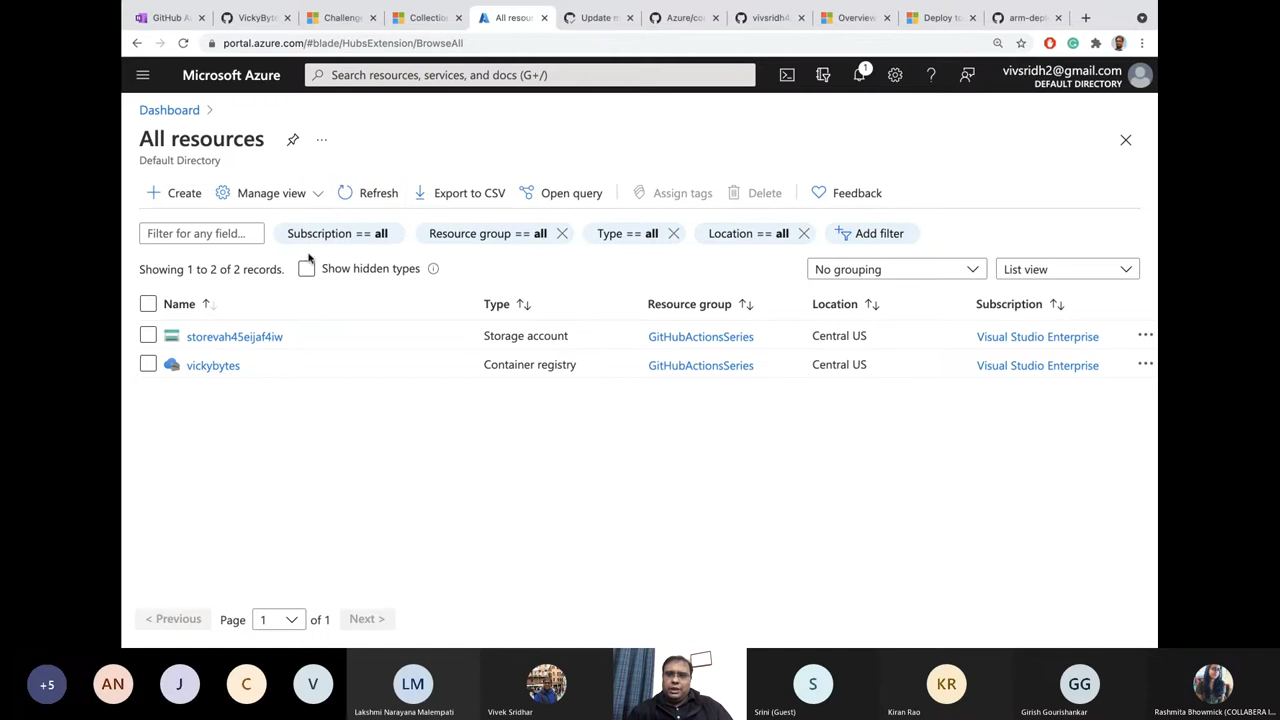 GitHub A
VickyByte
Challeng
Collectio
All resou
Update m
Azure/co
vivsridh
Overview
Deploy to
arm-depl
portal.azure.com/#blade/HubsExtension/BrowseAll
Microsoft Azure
Search resources, services, and docs (G+/)
1
vivsridh2@gmail.com
DEFAULT DIRECTORY
Dashboard
All resources
Default Directory
Create
Manage view
Refresh
Export to CSV
Open query
Assign tags
Delete
Feedback
Filter for any field...
Subscription == all
Resource group == all
Type == all
Location == all
Add filter
Showing 1 to 2 of 2 records.
Show hidden types
No grouping
List view
Name
Type
Resource group
Location
Subscription
storevah45eijaf4iw
Storage account
GitHubActionsSeries
Central US
Visual Studio Enterprise
vickybytes
Container registry
GitHubActionsSeries
Central US
Visual Studio Enterprise
< Previous
Page
1
of 1
Next >
+5
AN
J
C
V
LM
Lakshmi Narayana Malempati
Vivek Sridhar
S
Srini (Guest)
KR
Kiran Rao
GG
Girish Gourishankar
Rashmita Bhowmick (COLLABERA I...